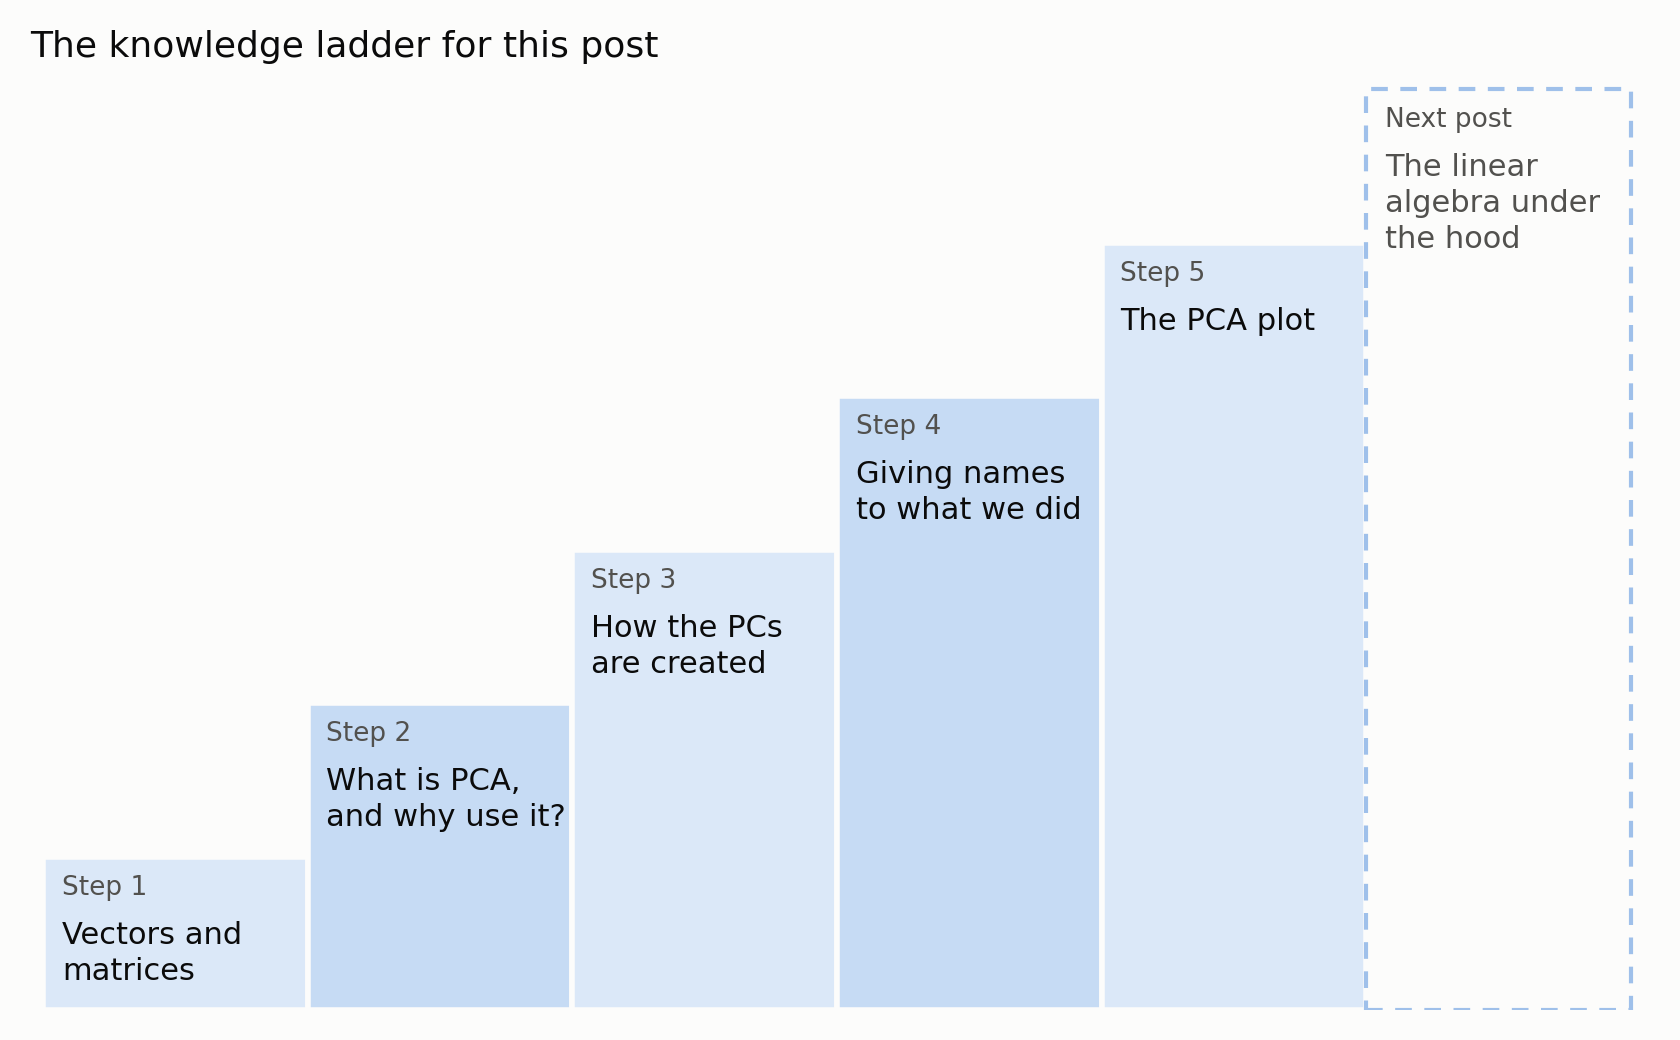 The knowledge ladder for this post
Step 1
Vectors and
matrices
Step 2
What is PCA,
and why use it?
Step 3
How the PCs
are created
Step 4
Giving names
to what we did
Step 5
The PCA plot
Next post
The linear
algebra under
the hood